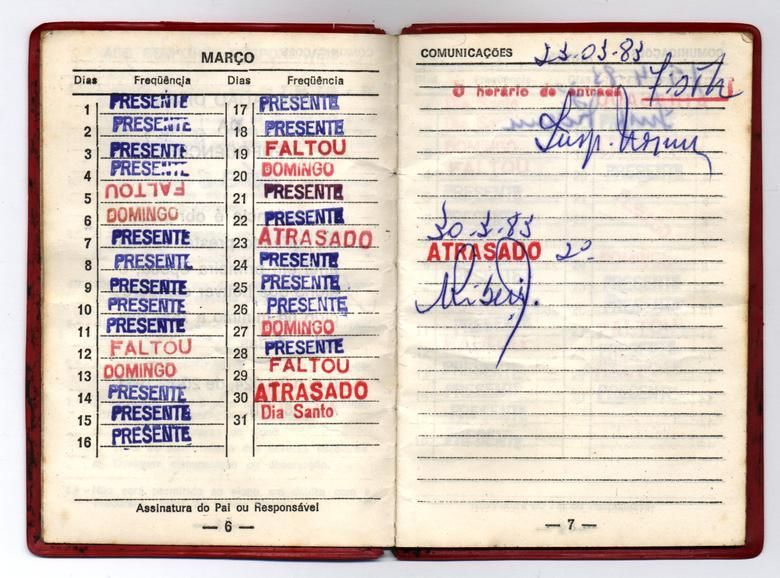 MARÇO
Dias Freqüência Dias Freqüência
1 PRESENTE 17 PRESENTE
2 PRESENTE 18 PRESENTE
3 PRESENTE 19 FALTOU
4 PRESENTE 20 DOMINGO
5 FALTOU 21 PRESENTE
6 DOMINGO 22 PRESENTE
7 PRESENTE 23 ATRASADO
8 PRESENTE 24 PRESENTE
9 PRESENTE 25 PRESENTE
10 PRESENTE 26 PRESENTE
11 PRESENTE 27 DOMINGO
12 FALTOU 28 PRESENTE
13 DOMINGO 29 FALTOU
14 PRESENTE 30 ATRASADO
15 PRESENTE 31 Dia Santo
16 PRESENTE
Assinatura do Pai ou Responsável
— 6 —
COMUNICAÇÕES 23.03.83
O horário de entrada
30.3.83
ATRASADO 2º
— 7 —